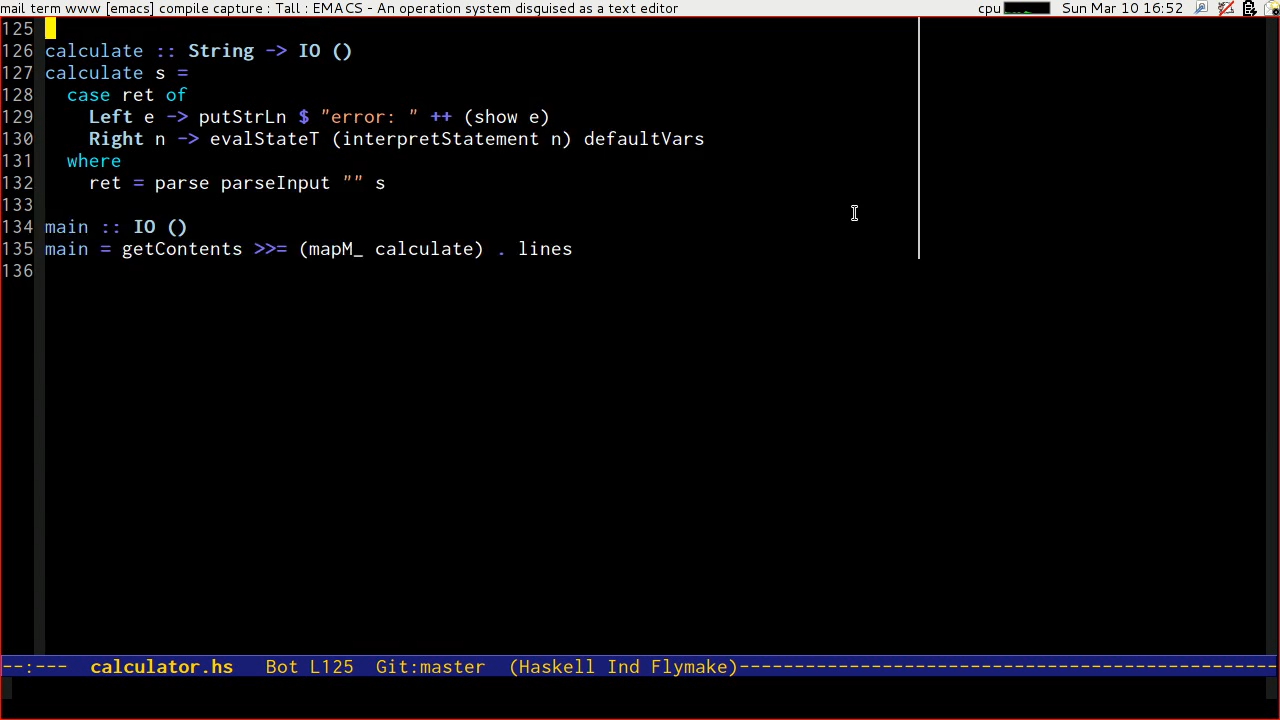 mail term www [emacs] compile capture : Tall : EMACS - An operation system disguised as a text editor cpu Sun Mar 10 16:52
125
126 calculate :: String -> IO ()
127 calculate s =
128   case ret of
129     Left e -> putStrLn $ "error: " ++ (show e)
130     Right n -> evalStateT (interpretStatement n) defaultVars
131   where
132     ret = parse parseInput "" s
133
134 main :: IO ()
135 main = getContents >>= (mapM_ calculate) . lines
136
--:---  calculator.hs   Bot L125  Git:master  (Haskell Ind Flymake)-------------------------------------------------